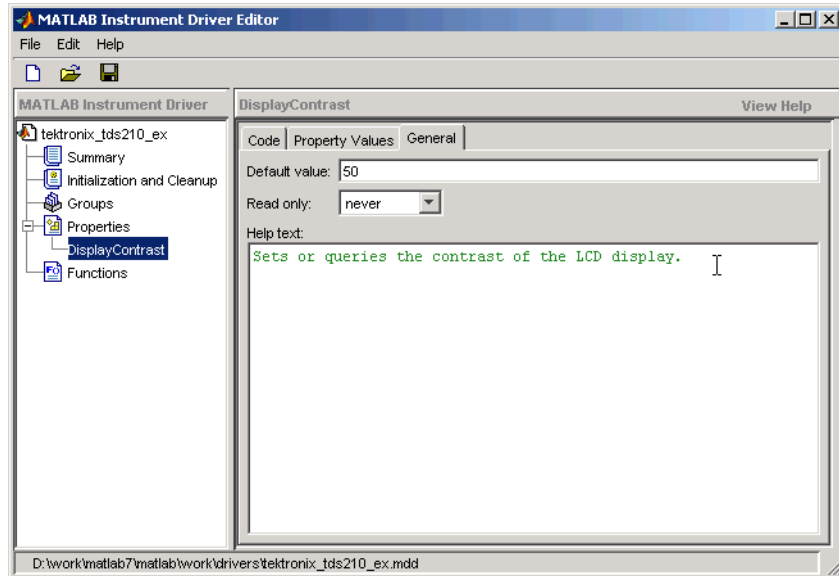 MATLAB Instrument Driver Editor
File Edit Help
MATLAB Instrument Driver
DisplayContrast View Help
tektronix_tds210_ex
Summary
Initialization and Cleanup
Groups
Properties
DisplayContrast
Functions
Code Property Values General
Default value: 50
Read only: never
Help text:
Sets or queries the contrast of the LCD display.
D:\work\matlab7\matlab\work\drivers\tektronix_tds210_ex.mdd